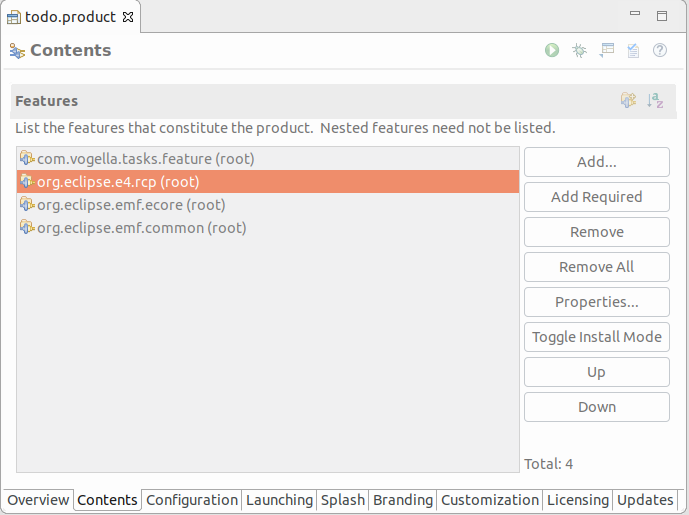 todo.product
Contents
Features
List the features that constitute the product. Nested features need not be listed.
com.vogella.tasks.feature (root)
org.eclipse.e4.rcp (root)
org.eclipse.emf.ecore (root)
org.eclipse.emf.common (root)
Add...
Add Required
Remove
Remove All
Properties...
Toggle Install Mode
Up
Down
Total: 4
Overview Contents Configuration Launching Splash Branding Customization Licensing Updates